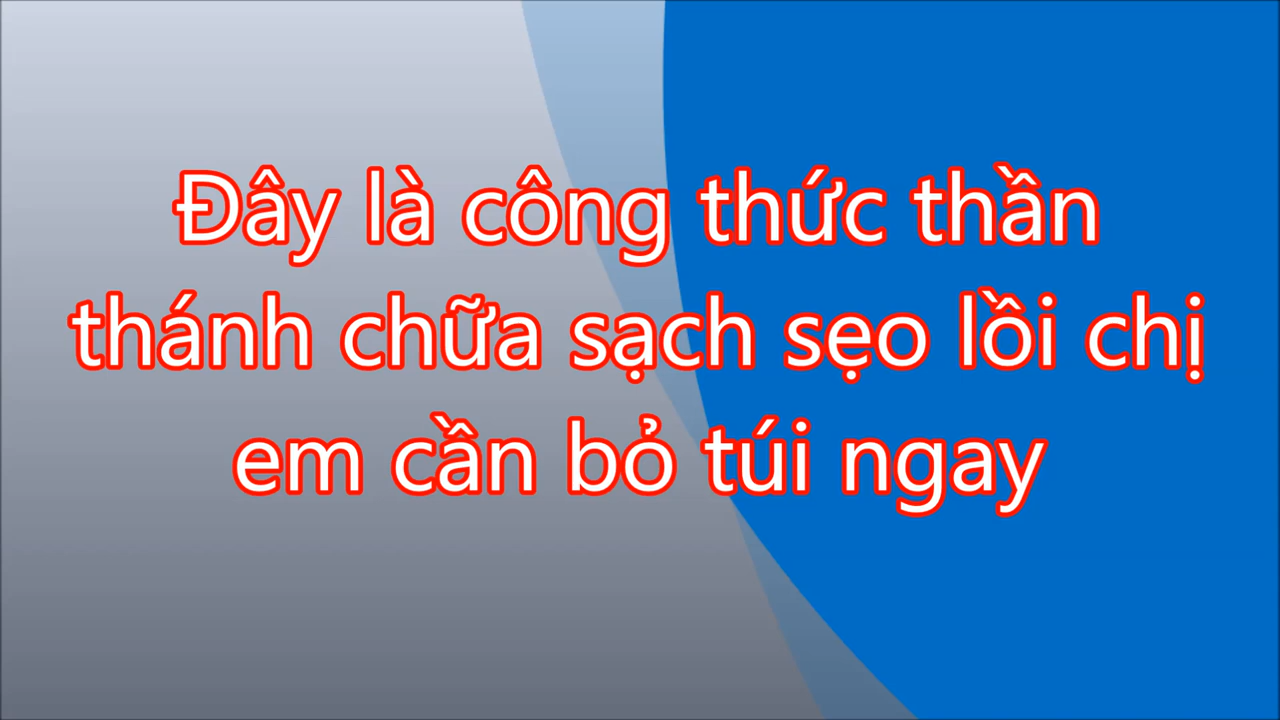 Đây là công thức thần
thánh chữa sạch sẹo lồi chị
em cần bỏ túi ngay